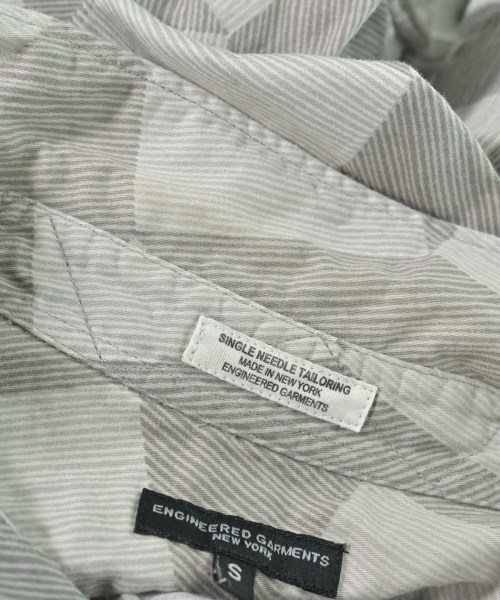 SINGLE NEEDLE TAILORING
MADE IN NEW YORK
ENGINEERED GARMENTS
ENGINEERED GARMENTS
NEW YORK
S